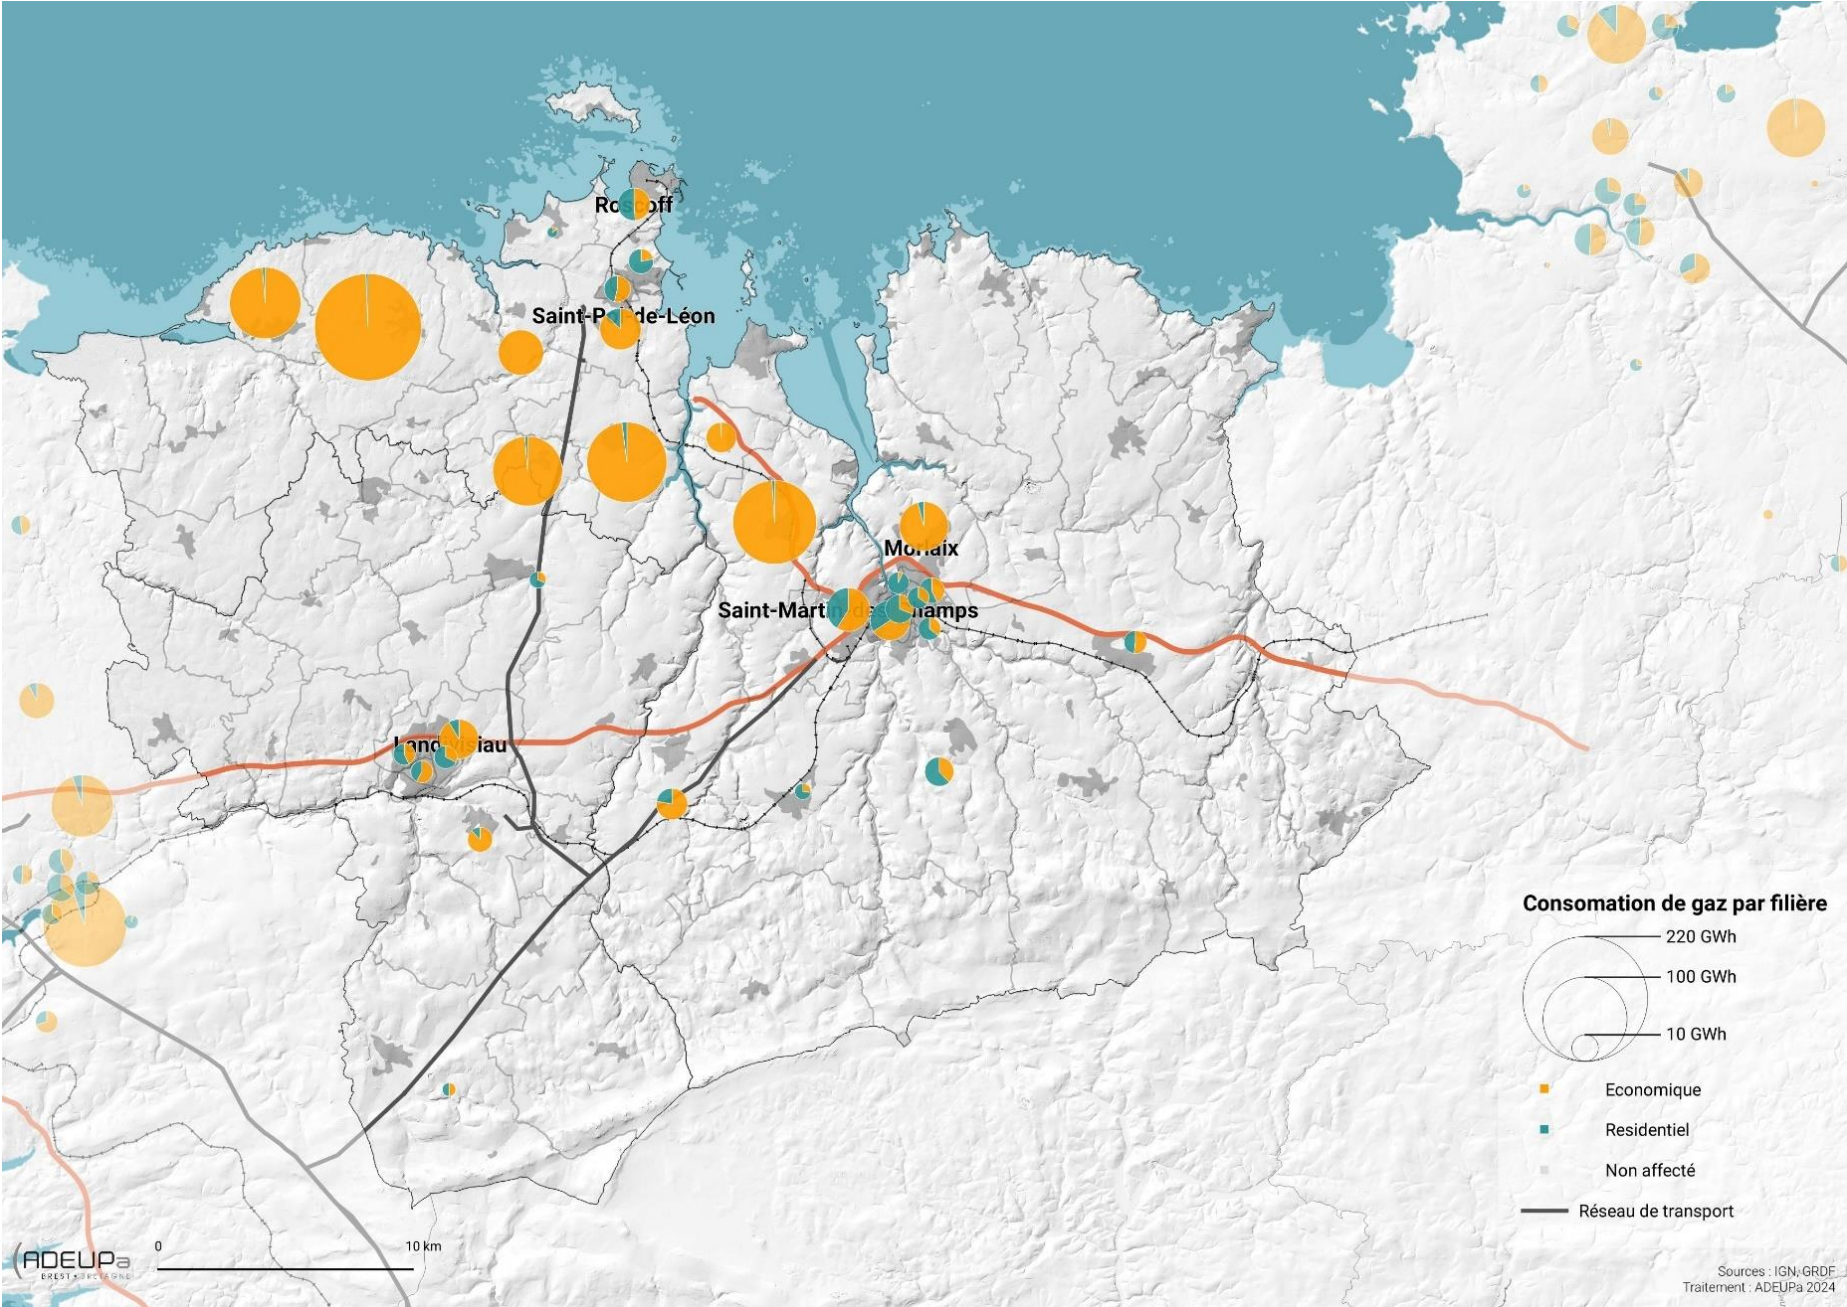 Roscoff
Saint-Pol-de-Léon
Morlaix
Saint-Martin-des-Champs
Landivisiau
Consomation de gaz par filière
220 GWh
100 GWh
10 GWh
Economique
Residentiel
Non affecté
Réseau de transport
0 10 km
ADEUPa
BREST • BRETAGNE
Sources : IGN, GRDF
Traitement : ADEUPa 2024